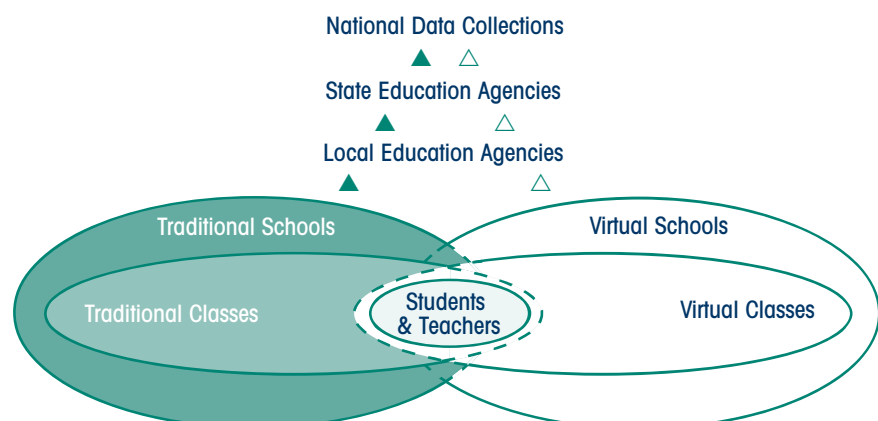 National Data Collections
State Education Agencies
Local Education Agencies
Traditional Schools
Virtual Schools
Traditional Classes
Students
& Teachers
Virtual Classes